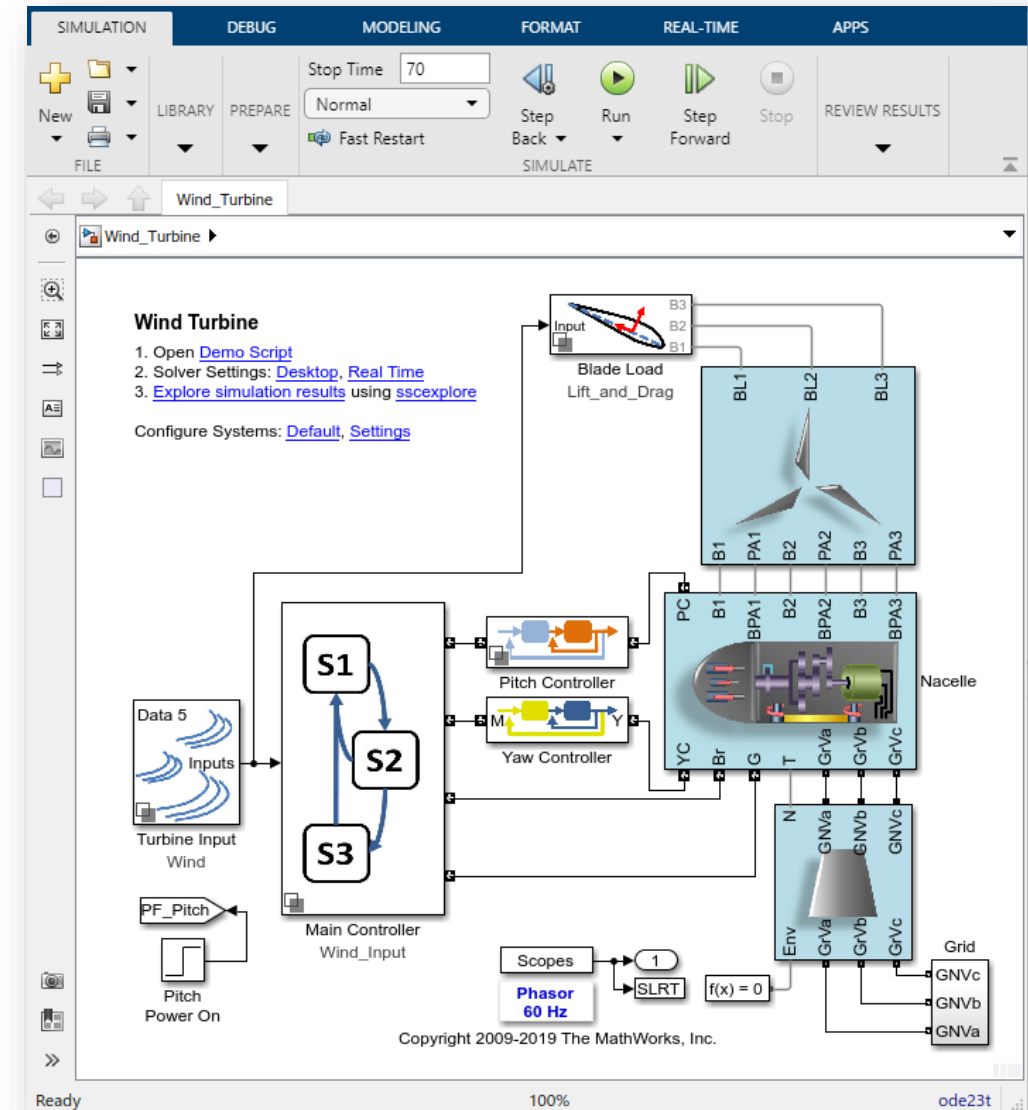 SIMULATION DEBUG MODELING FORMAT REAL-TIME APPS
Stop Time 70
New
LIBRARY
PREPARE
Normal
Fast Restart
Step Back
Run
Step Forward
Stop
REVIEW RESULTS
FILE
SIMULATE
Wind_Turbine
Wind_Turbine
Wind Turbine
1. Open Demo Script
2. Solver Settings: Desktop, Real Time
3. Explore simulation results using sscexplore
Configure Systems: Default, Settings
Input
B3
B2
B1
Blade Load
Lift_and_Drag
BL1 BL2 BL3
B1 PA1 B2 PA2 B3 PA3
PC B1 BPA1 B2 BPA2 B3 BPA3
Nacelle
YC Br G T GrVa GrVb GrVc
Pitch Controller
M Y
Yaw Controller
S1
S2
S3
Main Controller
Wind_Input
Data 5
Inputs
Turbine Input
Wind
PF_Pitch
Pitch
Power On
N GNVa GNVb GNVc
Env GrVa GrVb GrVc
Grid
GNVc
GNVb
GNVa
Scopes
1
SLRT
f(x) = 0
Phasor
60 Hz
Copyright 2009-2019 The MathWorks, Inc.
Ready 100% ode23t